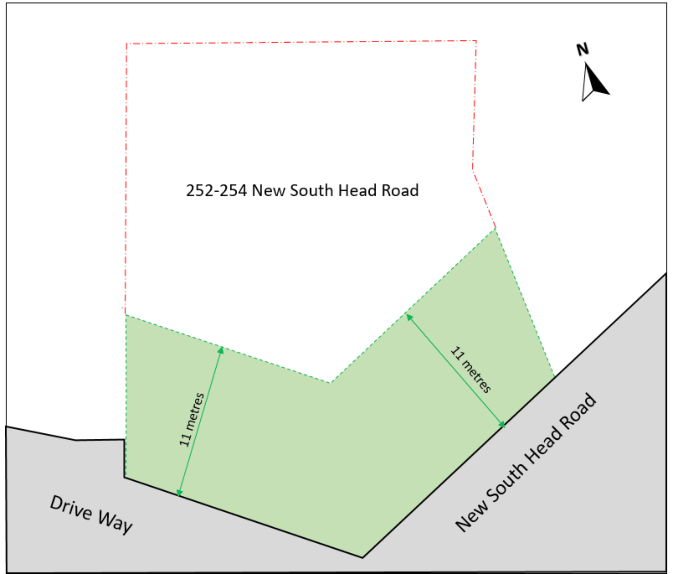 N
252-254 New South Head Road
11 metres
11 metres
New South Head Road
Drive Way